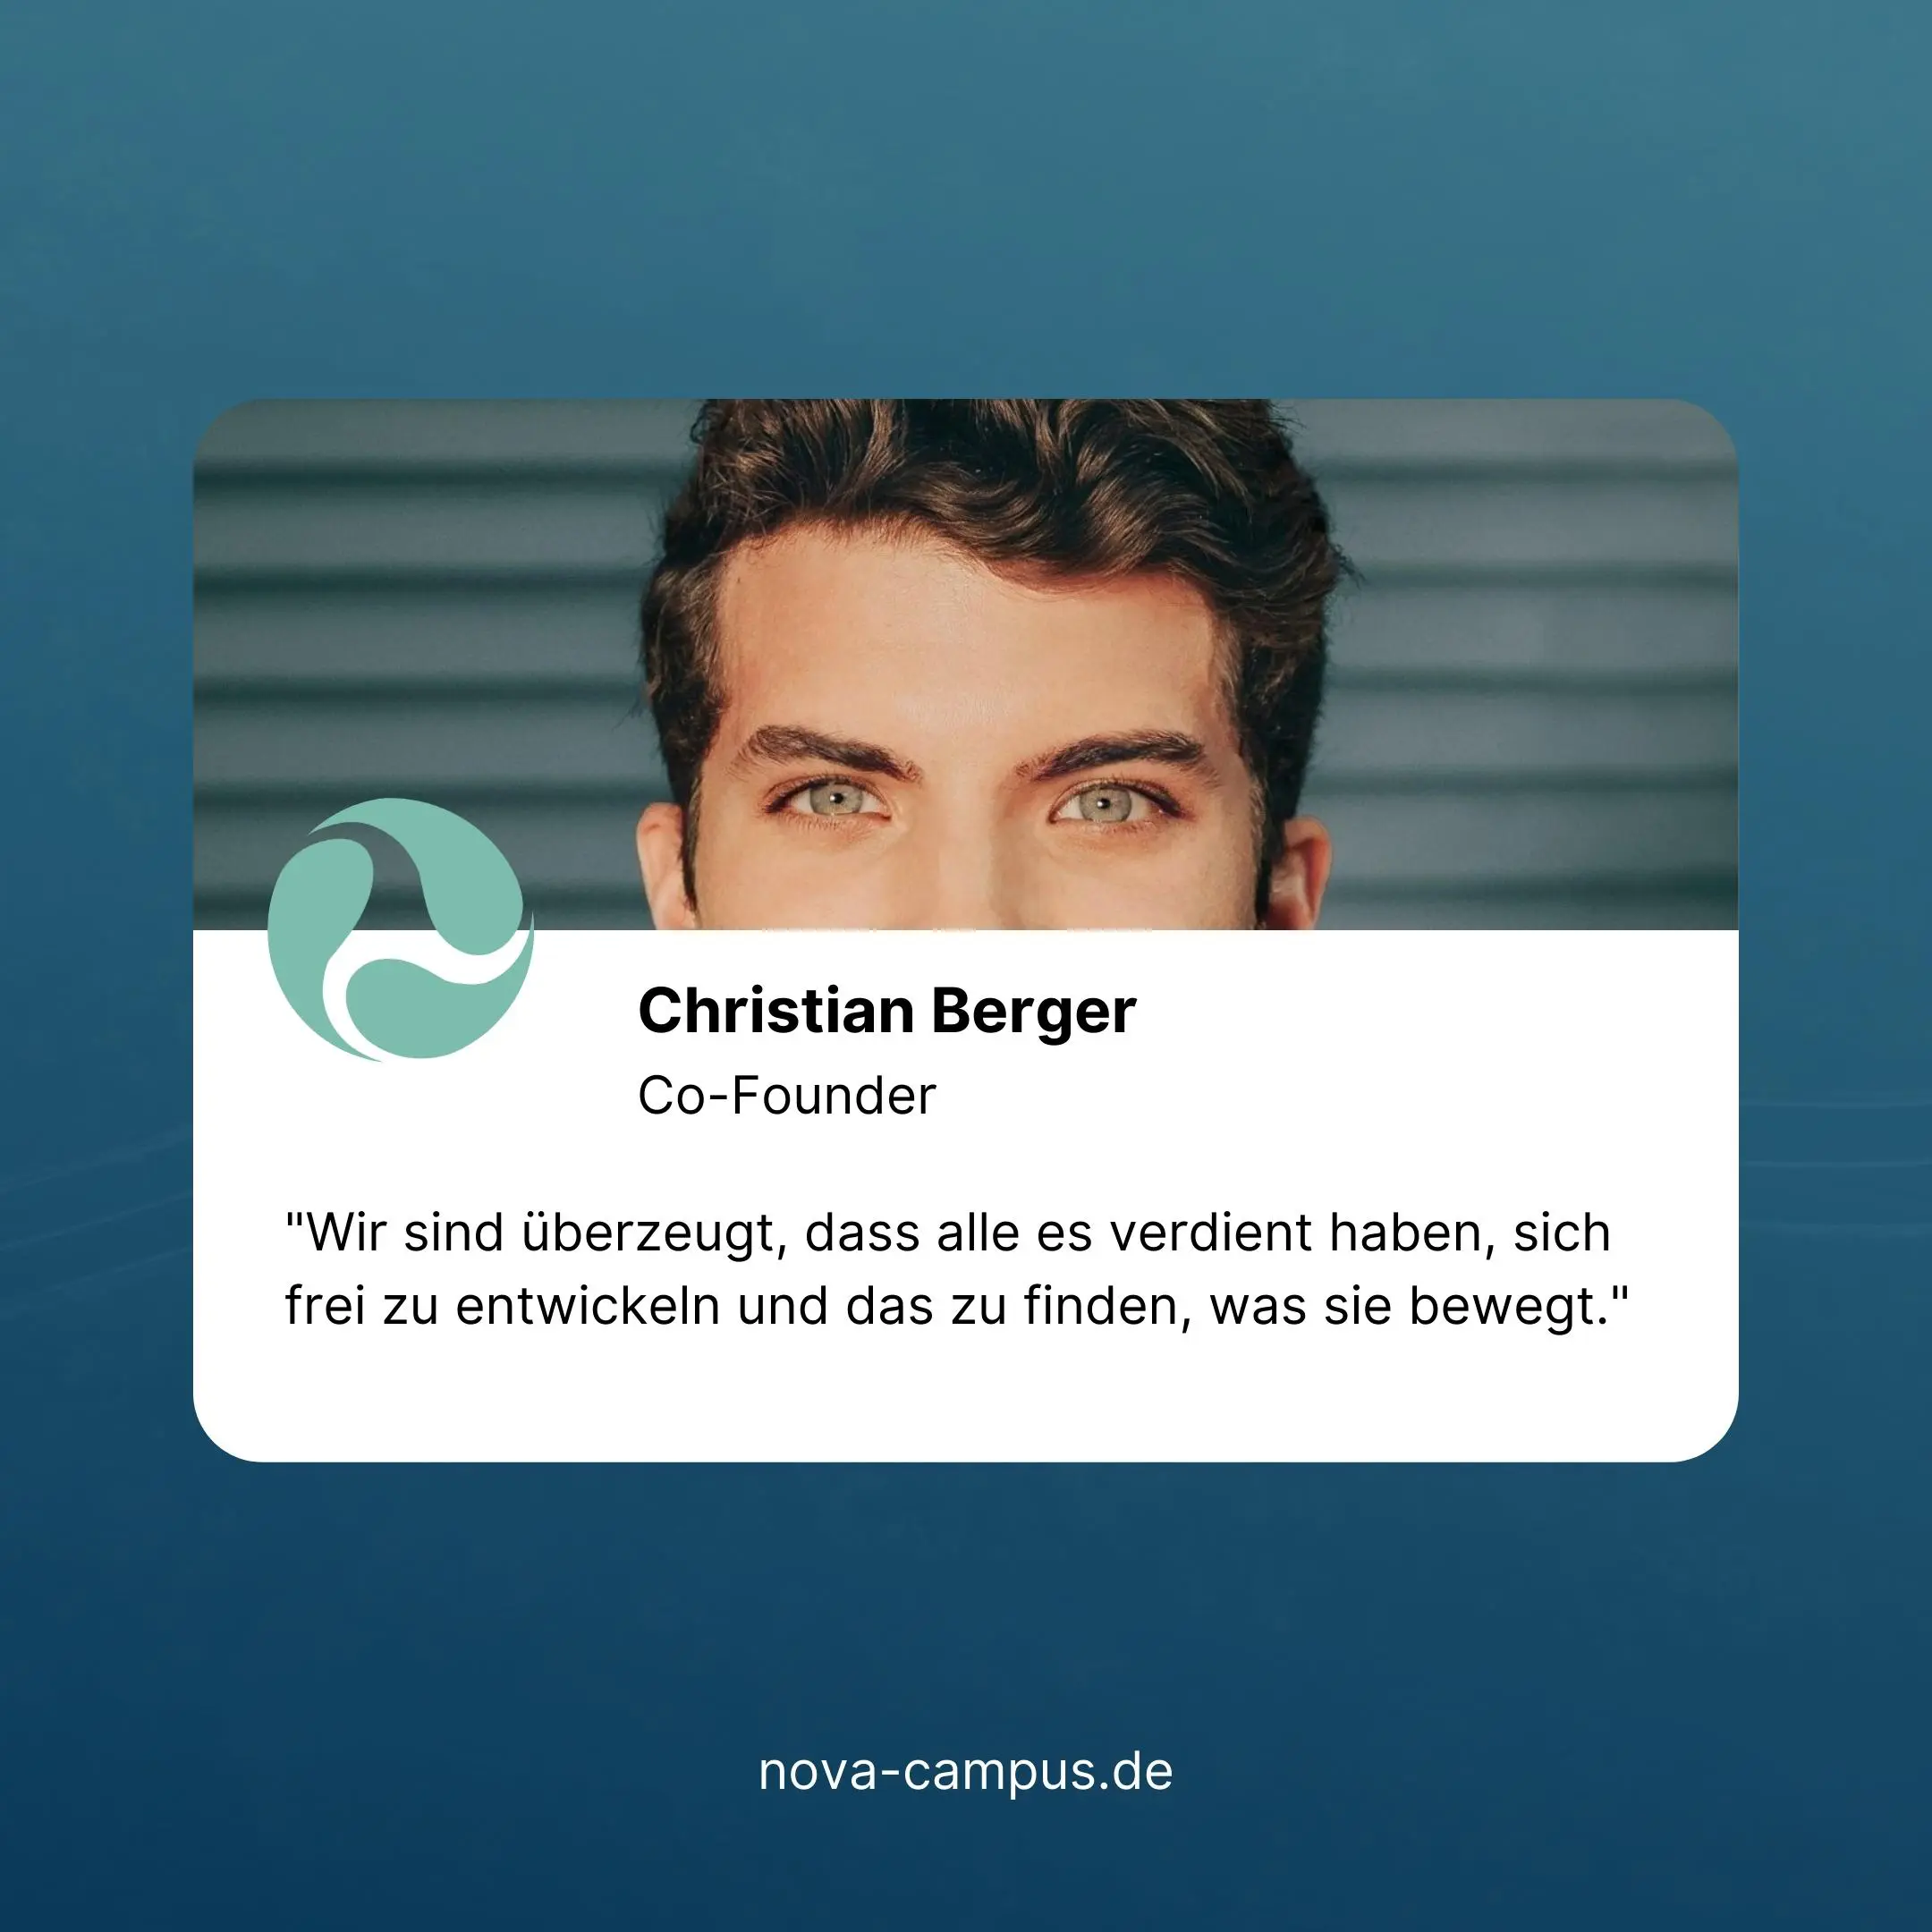 Christian Berger
Co-Founder
"Wir sind überzeugt, dass alle es verdient haben, sich
frei zu entwickeln und das zu finden, was sie bewegt."
nova-campus.de